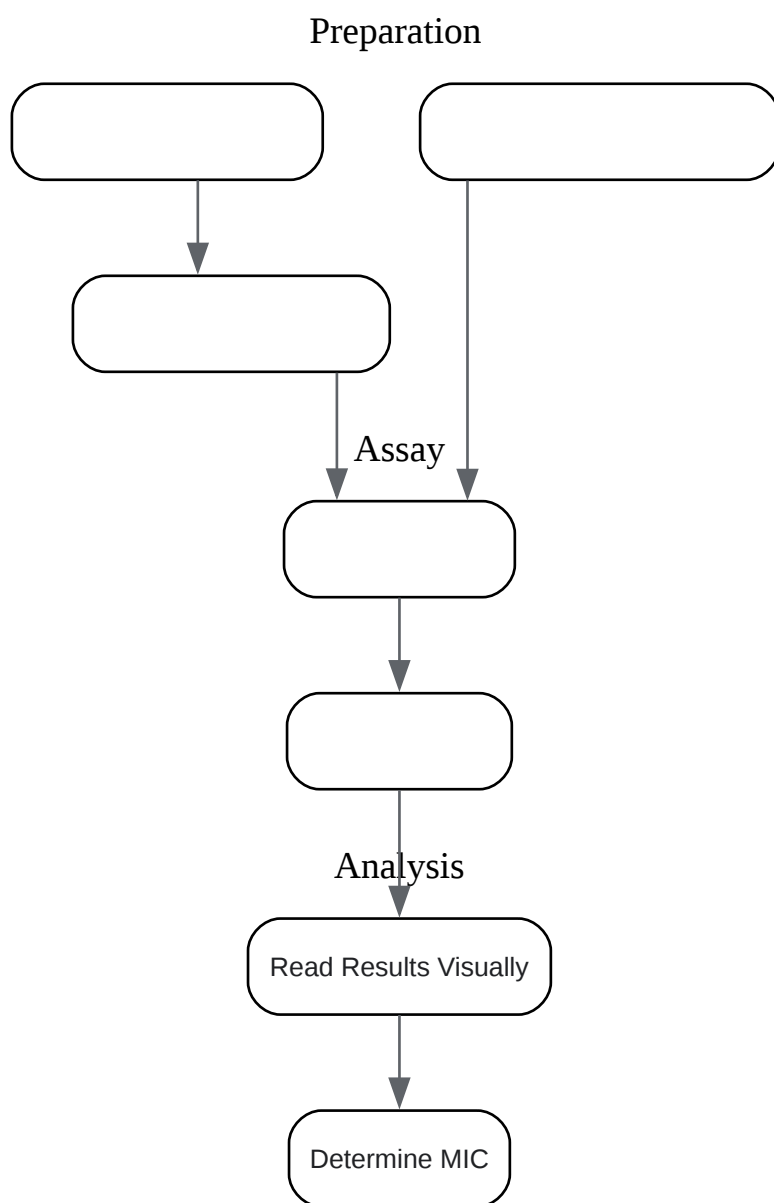 Preparation
Assay
Analysis
Read Results Visually
Determine MIC